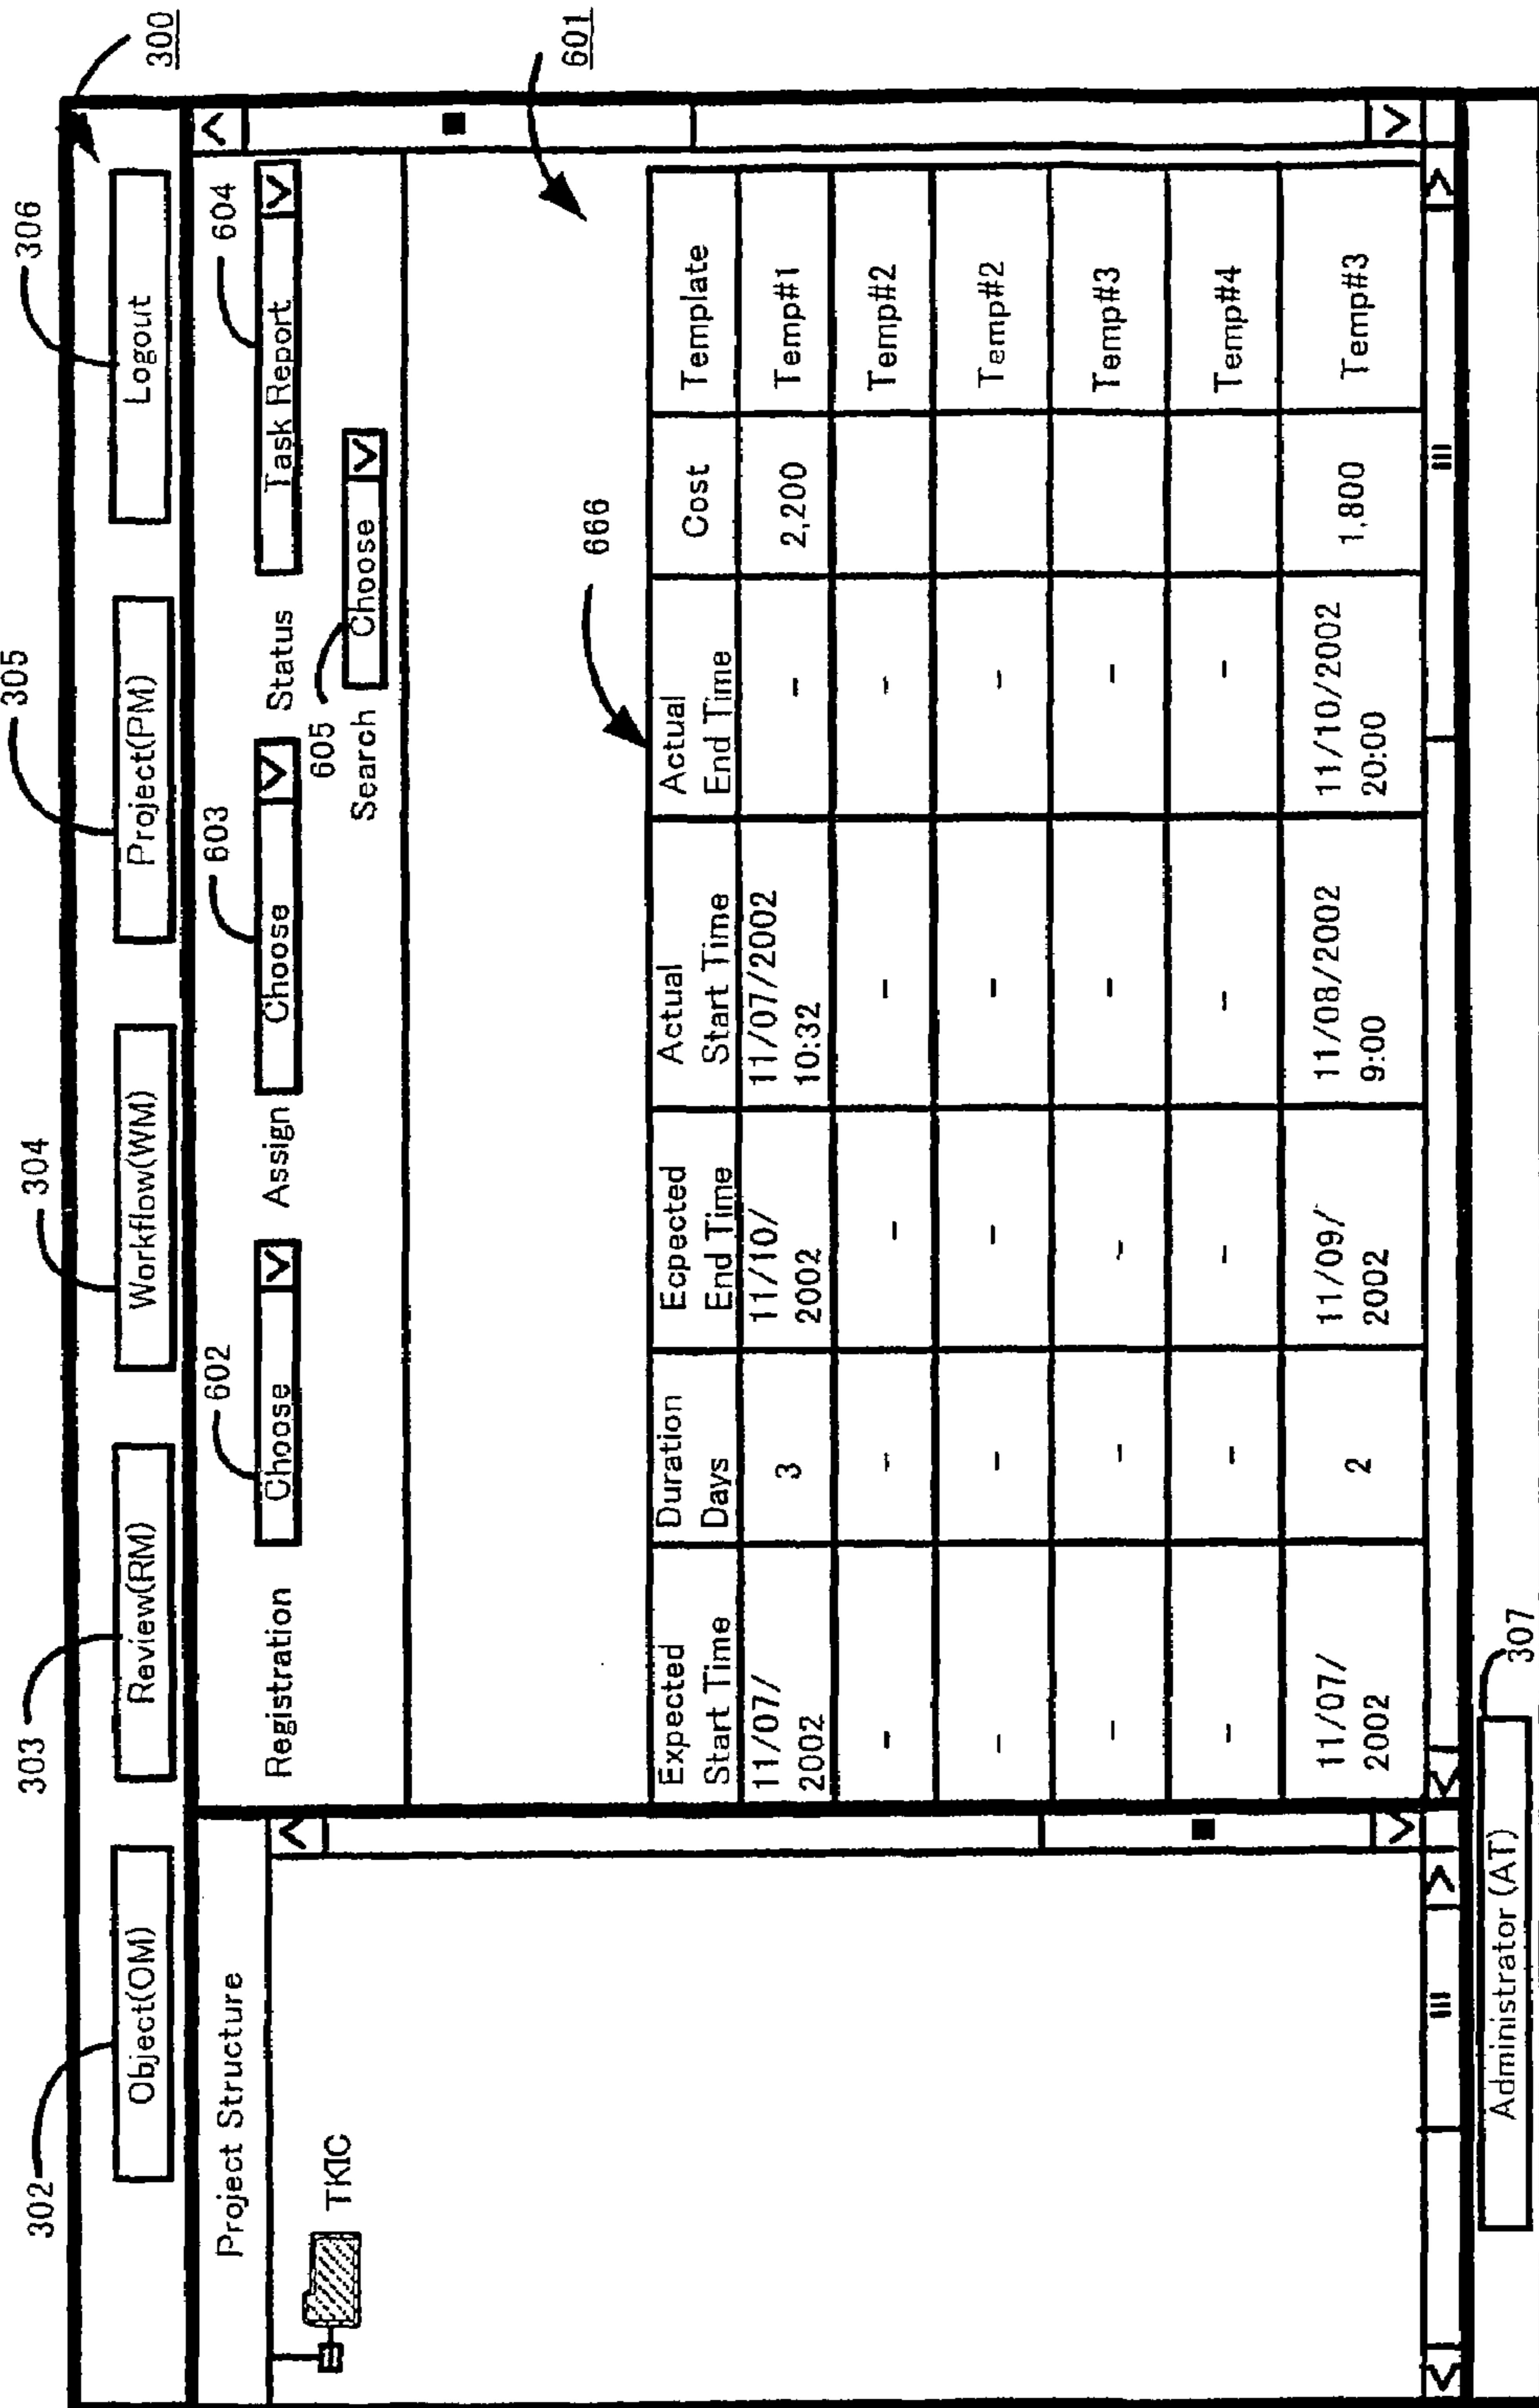 300
302
303
304
305
306
Object(OM)
Review(RM)
Workflow(WM)
Project(PM)
Logout
602
603
604
Project Structure
Registration
Choose
Assign
Choose
Status
Task Report
605
Search
Choose
TKIC
601
666
Expected
Start Time
Duration
Days
Ecpected
End Time
Actual
Start Time
Actual
End Time
Cost
Template
11/07/
2002
3
11/10/
2002
11/07/2002
10:32
-
2,200
Temp#1
- - - - - Temp#2
- - - - - Temp#2
- - - - - Temp#3
- - - - - Temp#4
11/07/
2002
2
11/09/
2002
11/08/2002
9:00
11/10/2002
20:00
1,800
Temp#3
Administrator (AT)
307